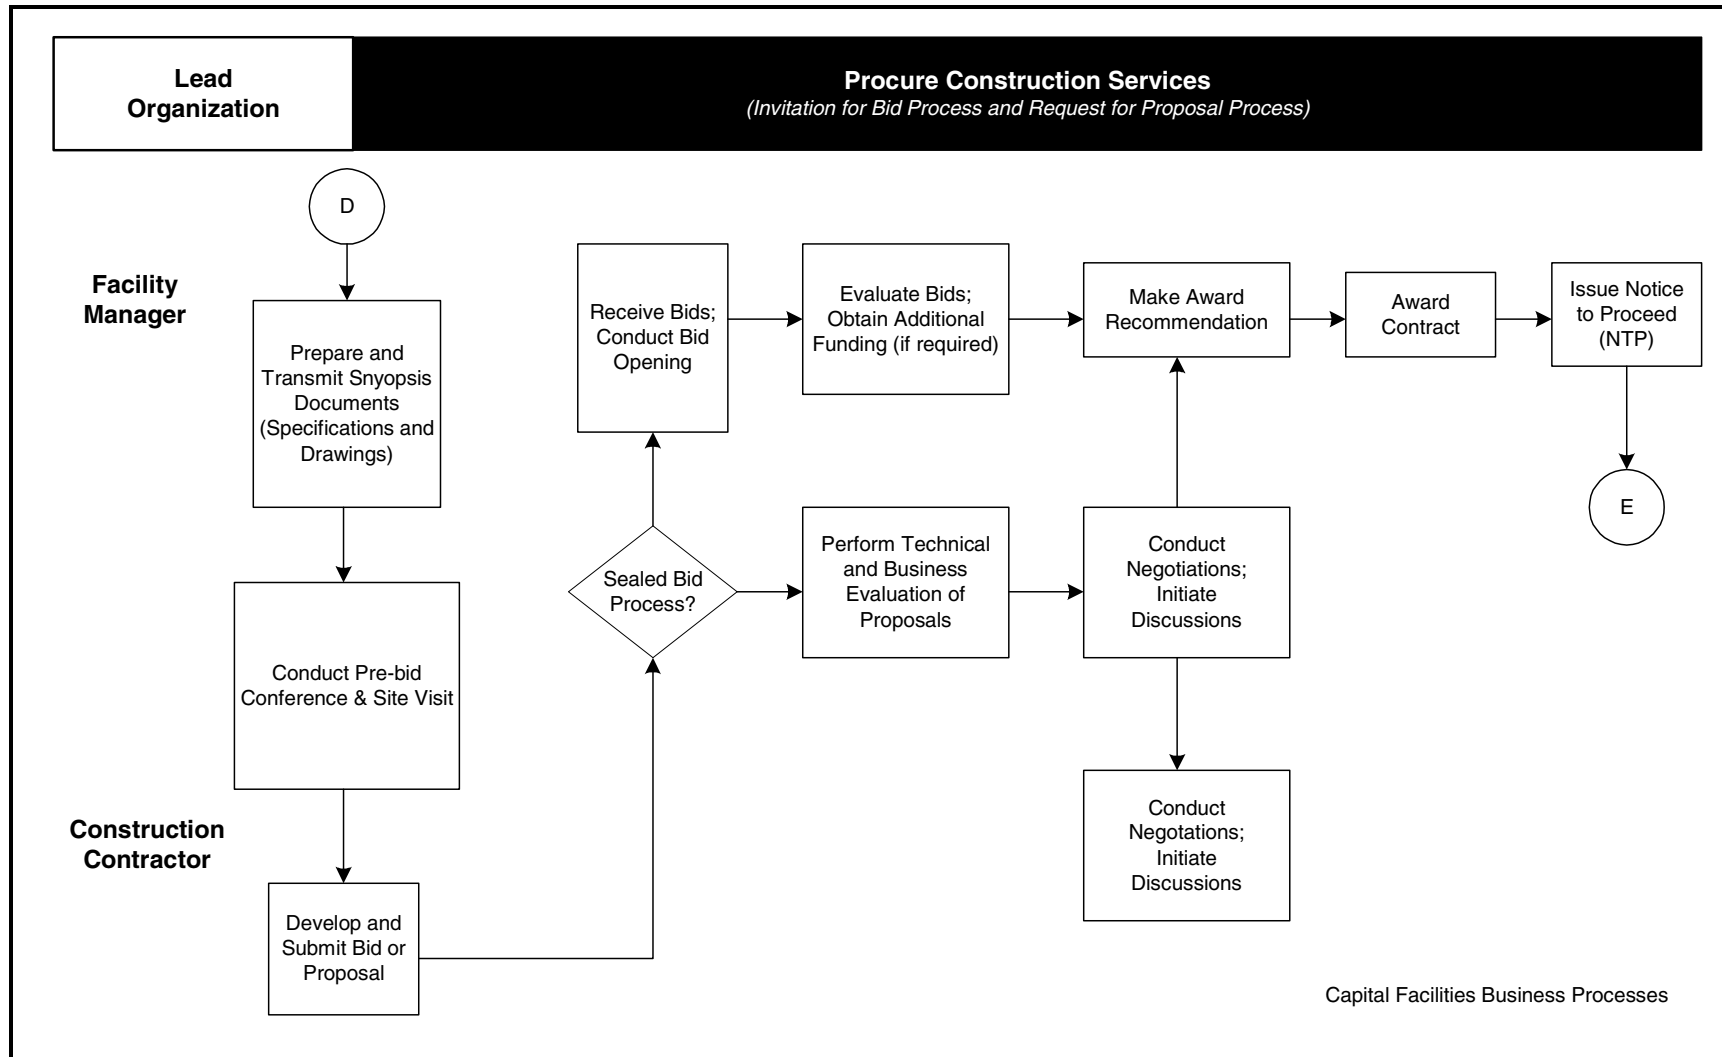 Lead
Organization
Procure Construction Services
(Invitation for Bid Process and Request for Proposal Process)
D
Facility
Manager
Prepare and
Transmit Snyopsis
Documents
(Specifications and
Drawings)
Receive Bids;
Conduct Bid
Opening
Evaluate Bids;
Obtain Additional
Funding (if required)
Make Award
Recommendation
Award
Contract
Issue Notice
to Proceed
(NTP)
E
Sealed Bid
Process?
Perform Technical
and Business
Evaluation of
Proposals
Conduct
Negotiations;
Initiate
Discussions
Conduct Pre-bid
Conference & Site Visit
Construction
Contractor
Conduct
Negotations;
Initiate
Discussions
Develop and
Submit Bid or
Proposal
Capital Facilities Business Processes